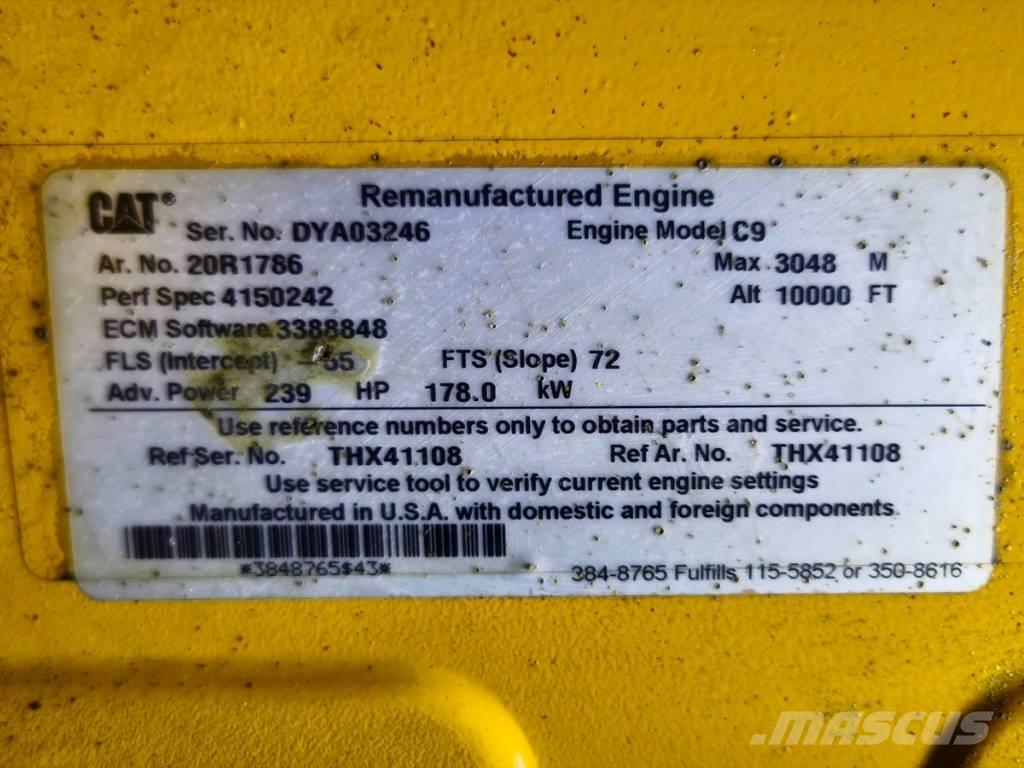 CAT® Remanufactured Engine
Ser. No. DYA03246 Engine Model C9
Ar. No. 20R1786 Max 3048 M
Perf Spec 4150242 Alt 10000 FT
ECM Software 3388848
FLS (Intercept) -55 FTS (Slope) 72
Adv. Power 239 HP 178.0 kW
Use reference numbers only to obtain parts and service.
Ref Ser. No. THX41108 Ref Ar. No. THX41108
Use service tool to verify current engine settings
Manufactured in U.S.A. with domestic and foreign components
*3848765$43*
384-8765 Fulfills 115-5852 or 350-8616
MASCUS